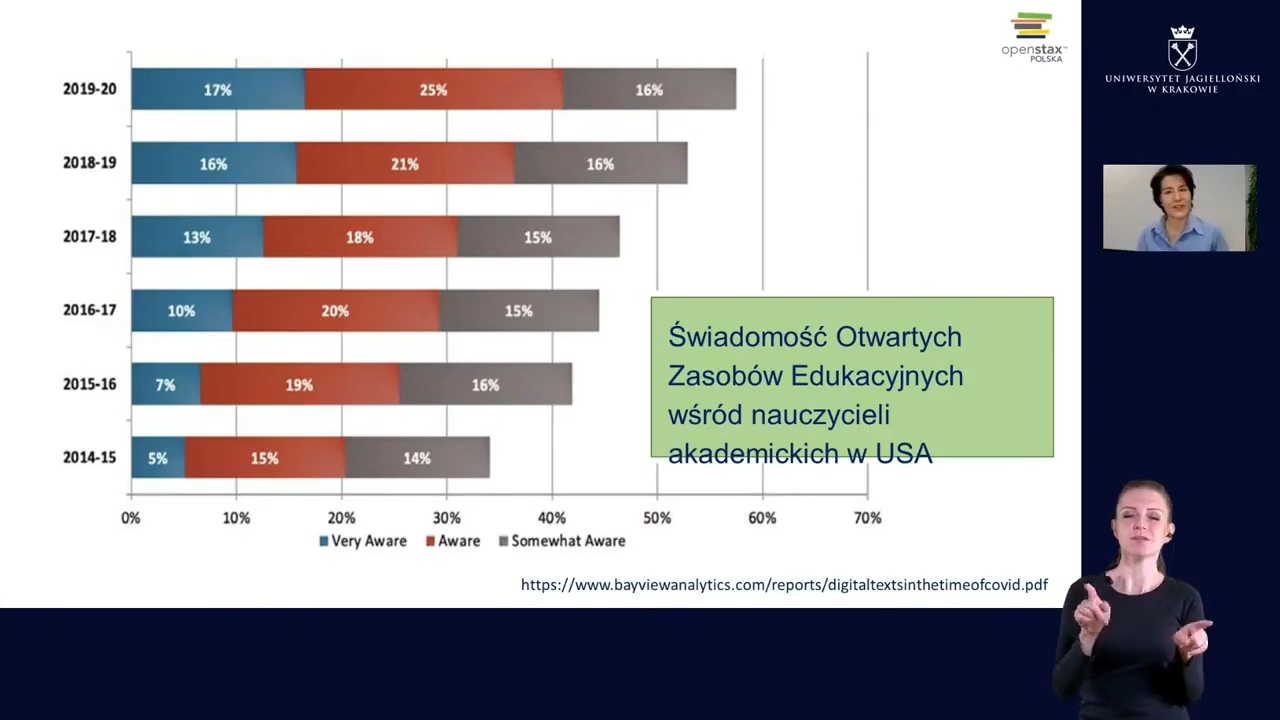 openstax™
POLSKA
UNIWERSYTET JAGIELLOŃSKI
W KRAKOWIE
2019-20 17% 25% 16%
2018-19 16% 21% 16%
2017-18 13% 18% 15%
2016-17 10% 20% 15%
2015-16 7% 19% 16%
2014-15 5% 15% 14%
0% 10% 20% 30% 40% 50% 60% 70%
Very Aware Aware Somewhat Aware
Świadomość Otwartych
Zasobów Edukacyjnych
wśród nauczycieli
akademickich w USA
https://www.bayviewanalytics.com/reports/digitaltextsinthetimeofcovid.pdf